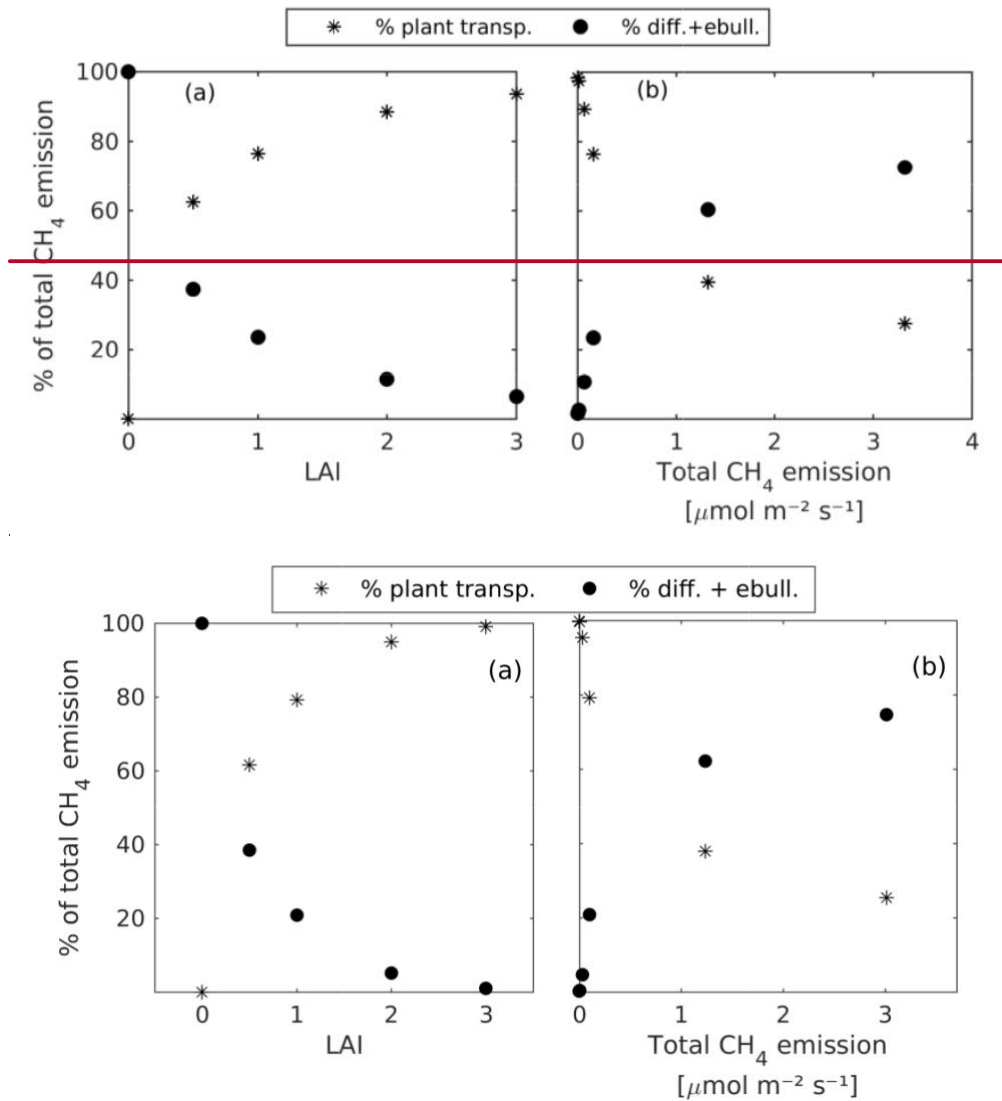 % plant transp. % diff.+ebull.
(a) (b)
100
80
60
40
20
% of total CH₄ emission
0 1 2 3
LAI
0 1 2 3 4
Total CH₄ emission
[μmol m⁻² s⁻¹]
% plant transp. % diff. + ebull.
(a) (b)
100
80
60
40
20
% of total CH₄ emission
0 1 2 3
LAI
0 1 2 3
Total CH₄ emission
[μmol m⁻² s⁻¹]